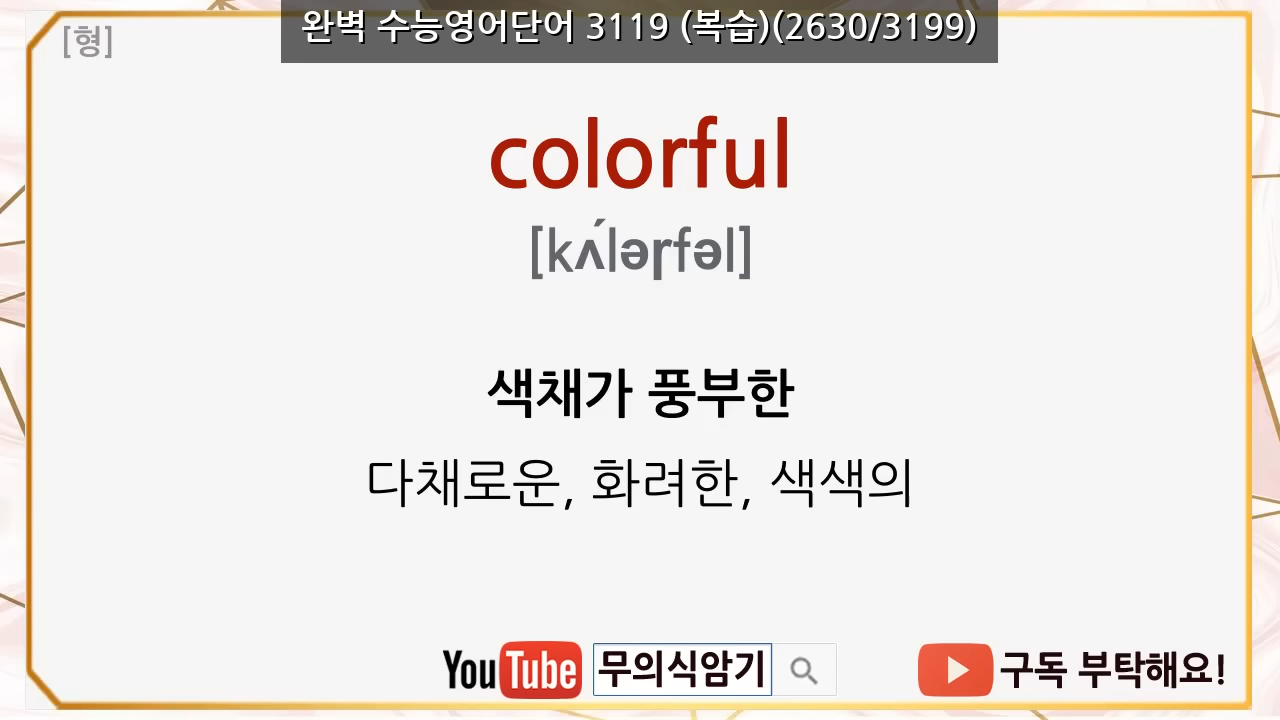 완벽 수능영어단어 3119 (복습)(2630/3199)
[형]
colorful
[kʌ́lərfəl]
색채가 풍부한
다채로운, 화려한, 색색의
YouTube 무의식암기 구독 부탁해요!